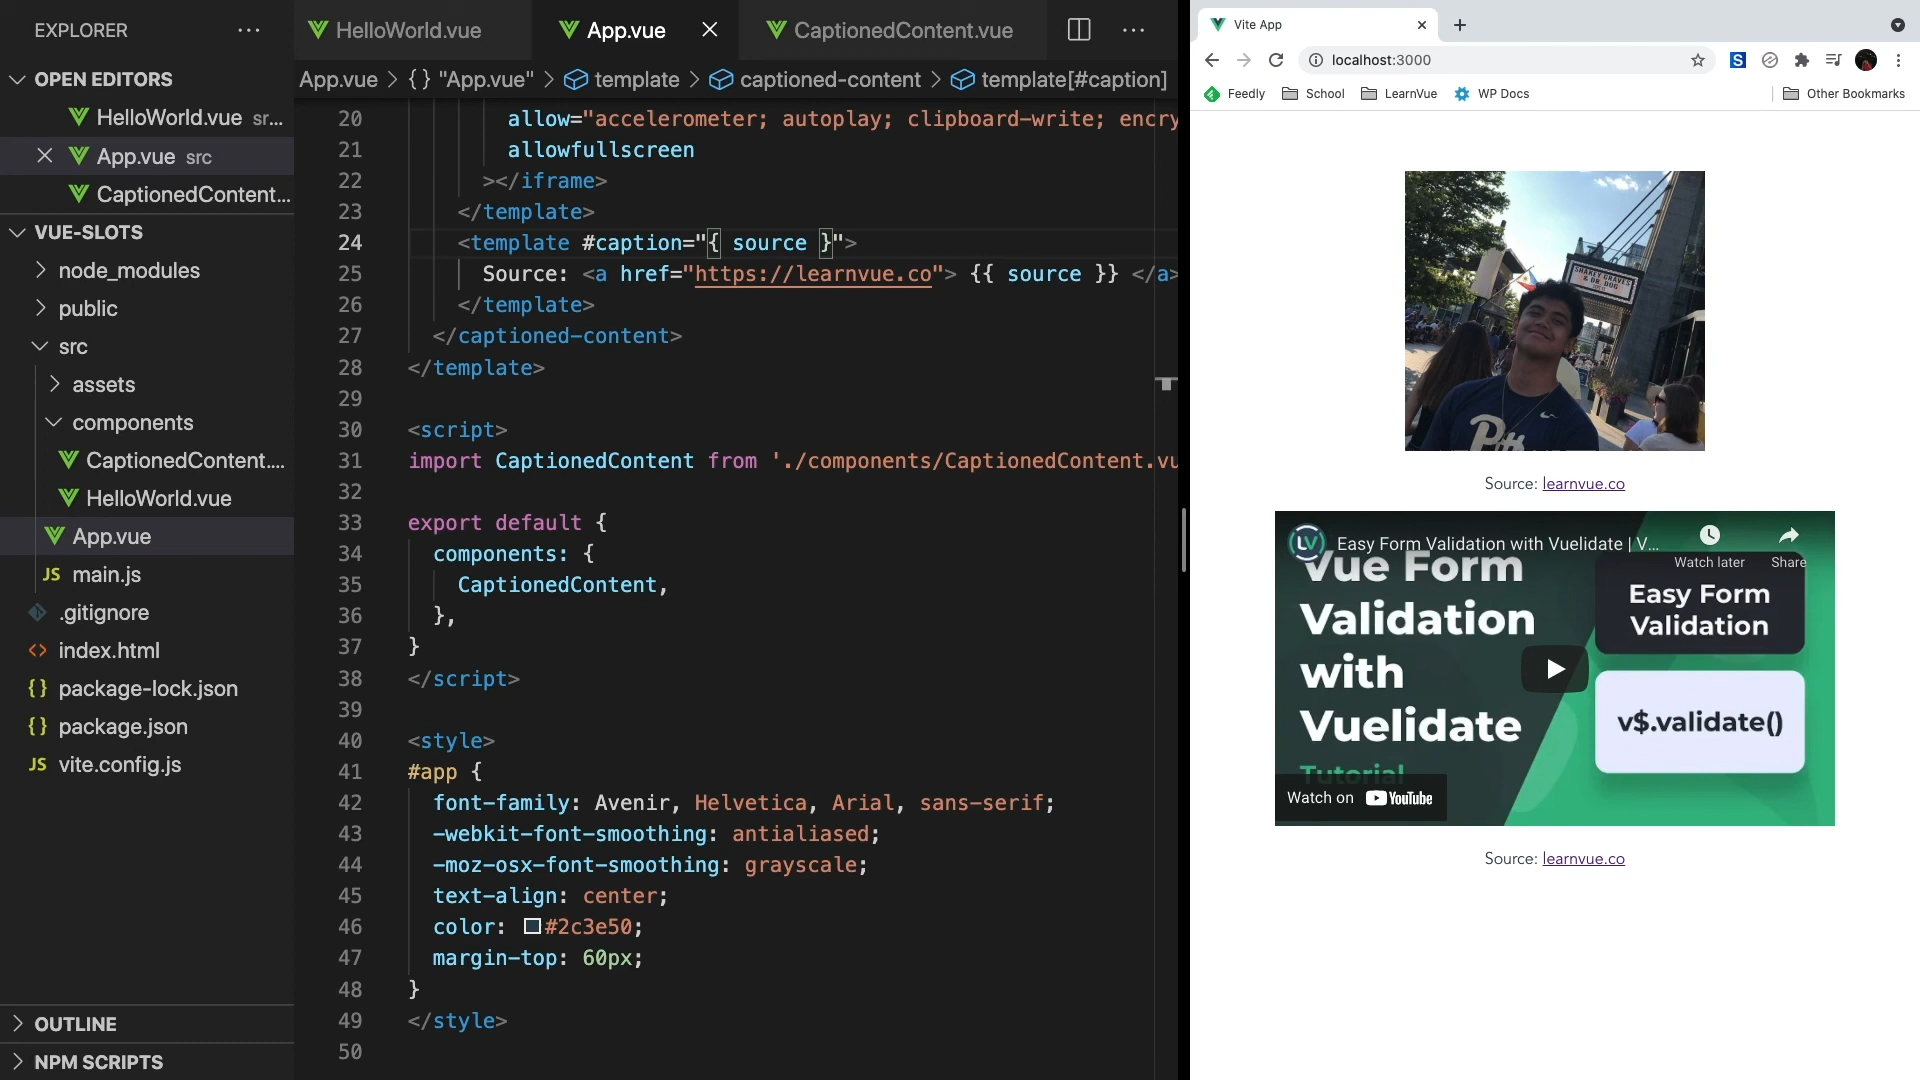 EXPLORER
OPEN EDITORS
HelloWorld.vue sr...
App.vue src
CaptionedContent...
VUE-SLOTS
node_modules
public
src
assets
components
CaptionedContent....
HelloWorld.vue
App.vue
JS main.js
.gitignore
<> index.html
{} package-lock.json
{} package.json
JS vite.config.js
OUTLINE
NPM SCRIPTS
HelloWorld.vue
App.vue
CaptionedContent.vue
App.vue > {} "App.vue" > template > captioned-content > template[#caption]
20 allow="accelerometer; autoplay; clipboard-write; encry
21 allowfullscreen
22 ></iframe>
23 </template>
24 <template #caption="{ source }">
25 Source: <a href="https://learnvue.co"> {{ source }} </a>
26 </template>
27 </captioned-content>
28 </template>
29
30 <script>
31 import CaptionedContent from './components/CaptionedContent.vu
32
33 export default {
34 components: {
35 CaptionedContent,
36 },
37 }
38 </script>
39
40 <style>
41 #app {
42 font-family: Avenir, Helvetica, Arial, sans-serif;
43 -webkit-font-smoothing: antialiased;
44 -moz-osx-font-smoothing: grayscale;
45 text-align: center;
46 color: #2c3e50;
47 margin-top: 60px;
48 }
49 </style>
50
Vite App
localhost:3000
S
Feedly
School
LearnVue
WP Docs
Other Bookmarks
SHAKEY GRAVES
& DR DOG
Pitt
Source: learnvue.co
LV
Easy Form Validation with Vuelidate | V...
Watch later
Share
Vue Form
Validation
with
Vuelidate
Tutorial
Easy Form
Validation
v$.validate()
Watch on YouTube
Source: learnvue.co